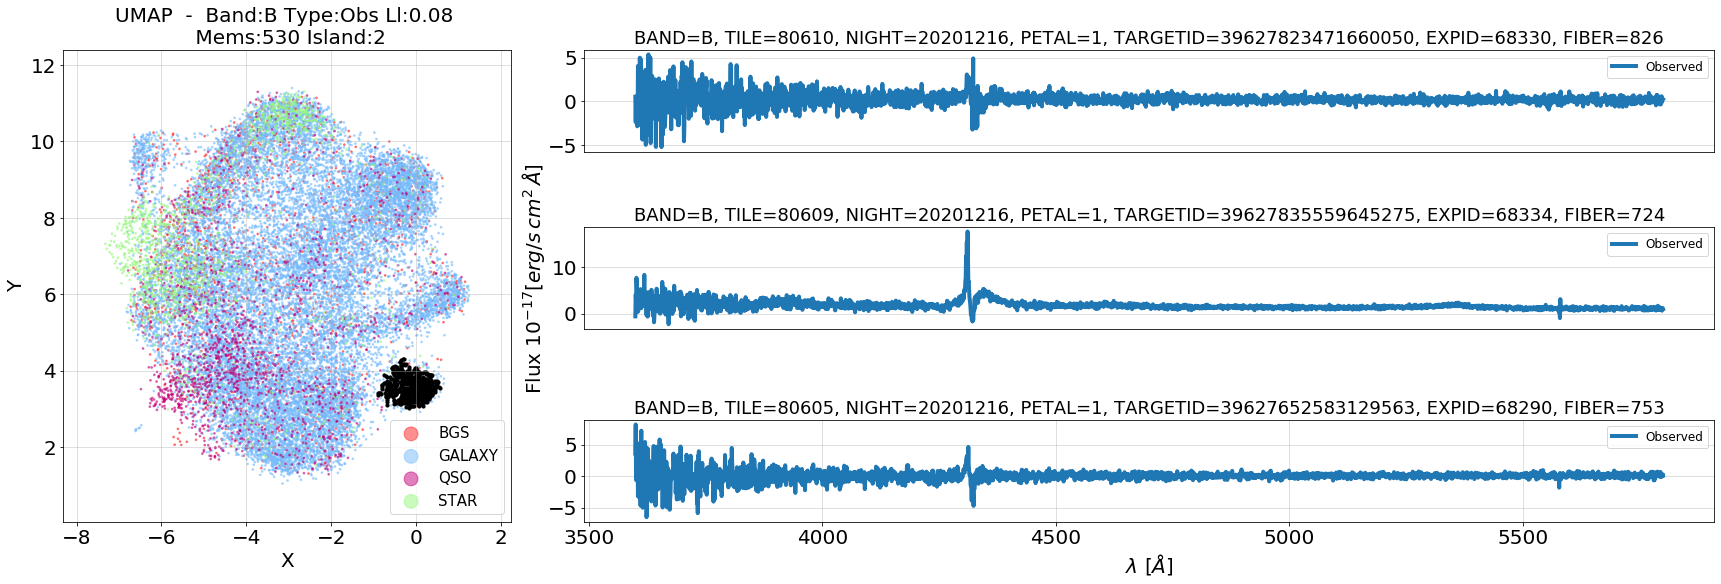 UMAP - Band:B Type:Obs Ll:0.08
Mems:530 Island:2
12
10
8
6
4
2
Y
−8
−6
−4
−2
0
2
X
BGS
GALAXY
QSO
STAR
Flux 10^{-17}[erg/s cm^2 Å]
BAND=B, TILE=80610, NIGHT=20201216, PETAL=1, TARGETID=39627823471660050, EXPID=68330, FIBER=826
5
0
−5
Observed
BAND=B, TILE=80609, NIGHT=20201216, PETAL=1, TARGETID=39627835559645275, EXPID=68334, FIBER=724
10
0
Observed
BAND=B, TILE=80605, NIGHT=20201216, PETAL=1, TARGETID=39627652583129563, EXPID=68290, FIBER=753
5
0
−5
Observed
3500
4000
4500
5000
5500
λ [Å]